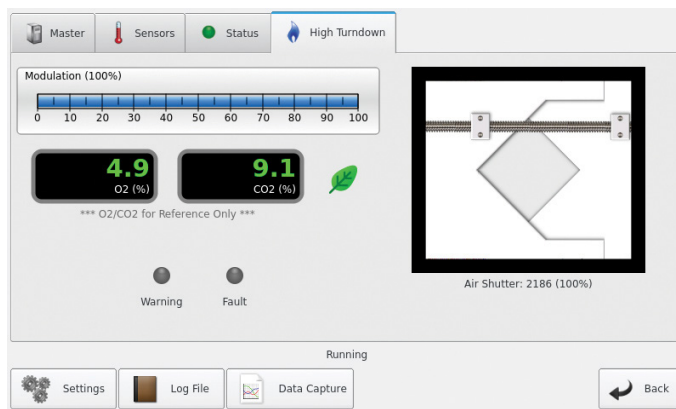 Master Sensors Status High Turndown
Modulation (100%)
0 10 20 30 40 50 60 70 80 90 100
4.9 9.1
O2 (%) CO2 (%)
*** O2/CO2 for Reference Only ***
Air Shutter: 2186 (100%)
Warning Fault
Running
Settings Log File Data Capture Back